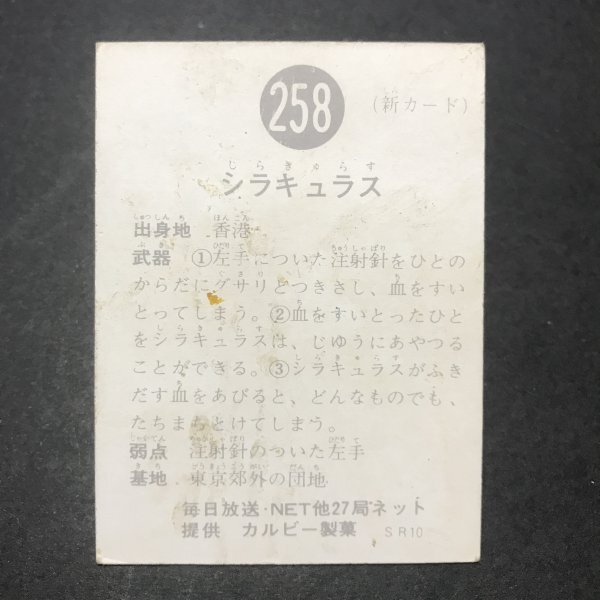 258
（新カード）
シラキュラス
出身地 香港
武器 ①左手についた注射針をひとの
からだにグサリとつきさし、血をすい
とってしまう。②血をすいとったひと
をシラキュラスは、じゆうにあやつる
ことができる。③シラキュラスがふき
だす血をあびると、どんなものでも、
たちまちとけてしまう。
弱点 注射針のついた左手
基地 東京郊外の団地
毎日放送・NET他27局ネット
提供 カルビー製菓 SR10